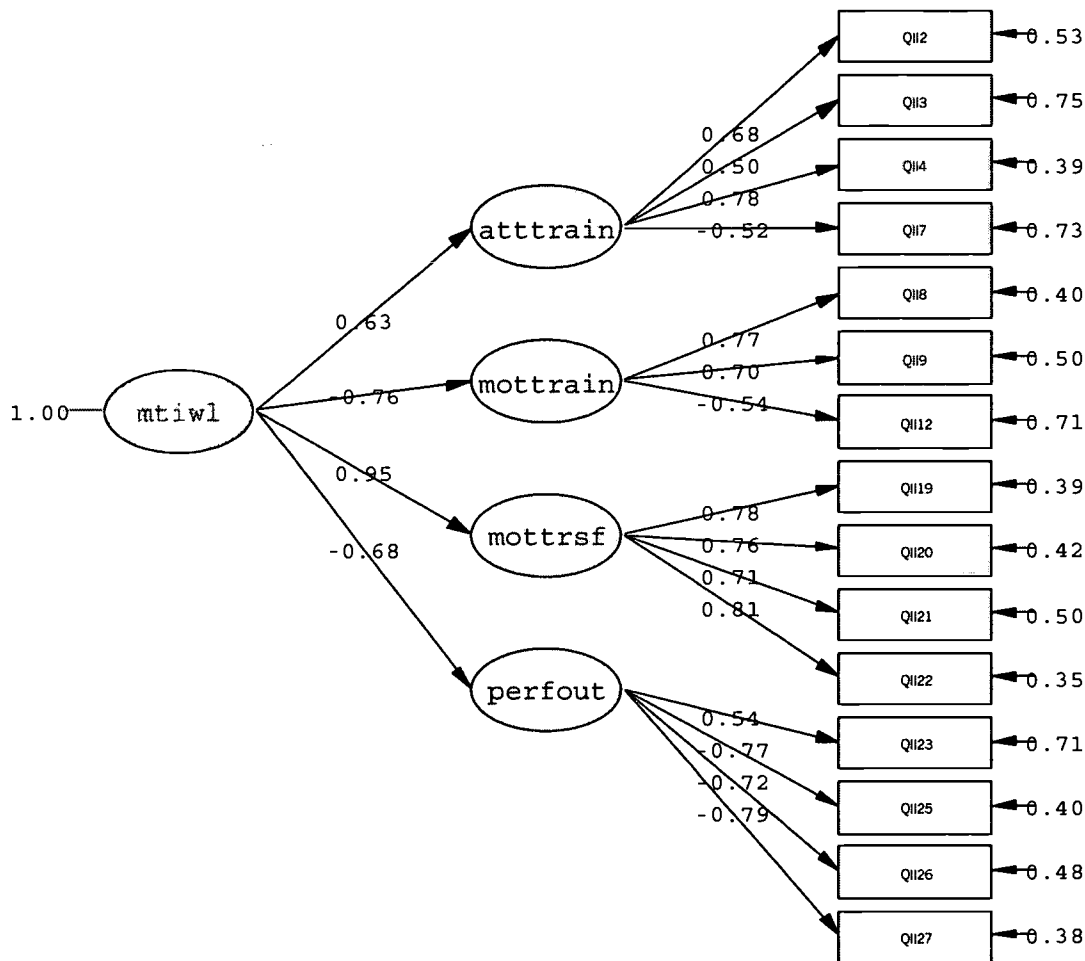 QII2 0.53
QII3 0.75
0.68
0.50
QII4 0.39
0.78
atttrain -0.52 QII7 0.73
QII8 0.40
0.63
0.77
QII9 0.50
0.70
mottrain
-0.76 -0.54
1.00 mtiwl QII12 0.71
0.95
QII19 0.39
0.78
mottrsf
0.76 QII20 0.42
-0.68
0.71
0.81 QII21 0.50
QII22 0.35
perfout
0.54
QII23 0.71
-0.77
-0.72
-0.79 QII25 0.40
QII26 0.48
QII27 0.38